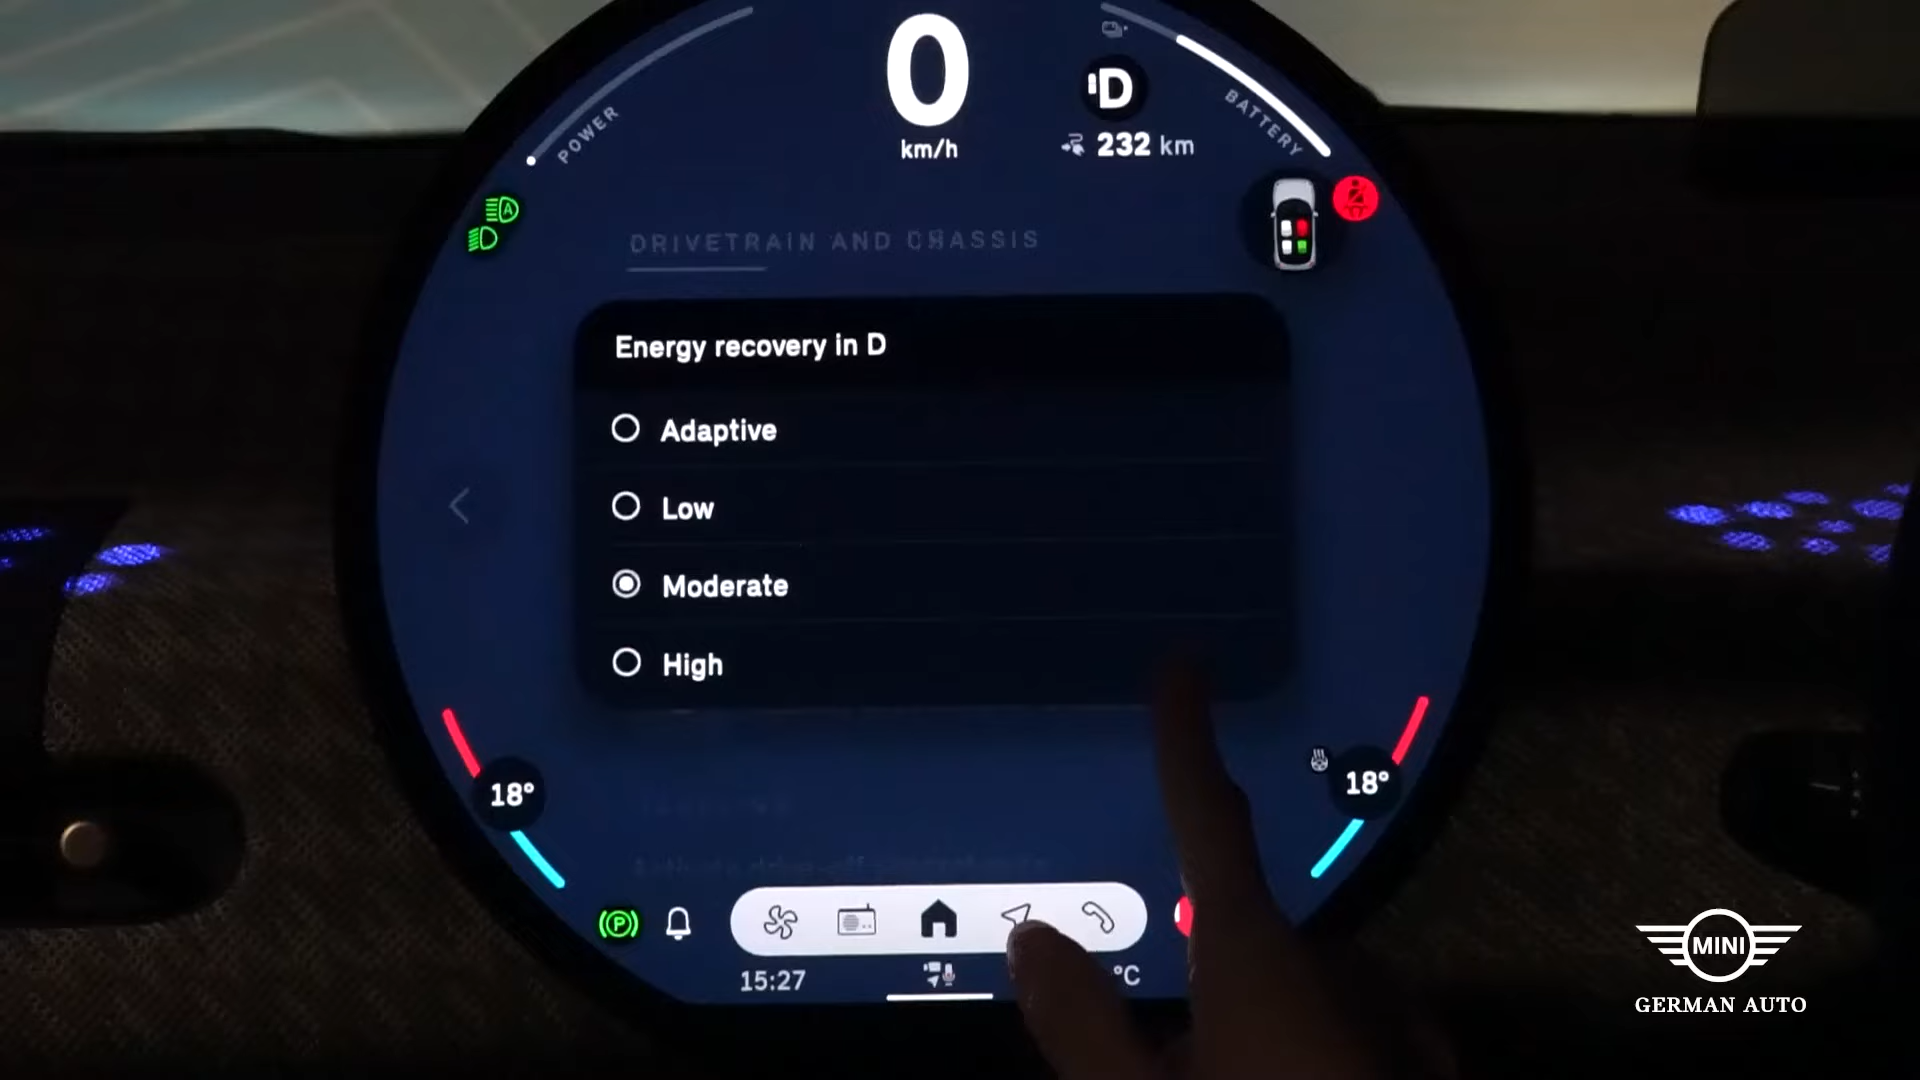 0
km/h
D
232 km
POWER
BATTERY
DRIVETRAIN AND CHASSIS
Energy recovery in D
Adaptive
Low
Moderate
High
18°
18°
15:27
°C
MINI
GERMAN AUTO